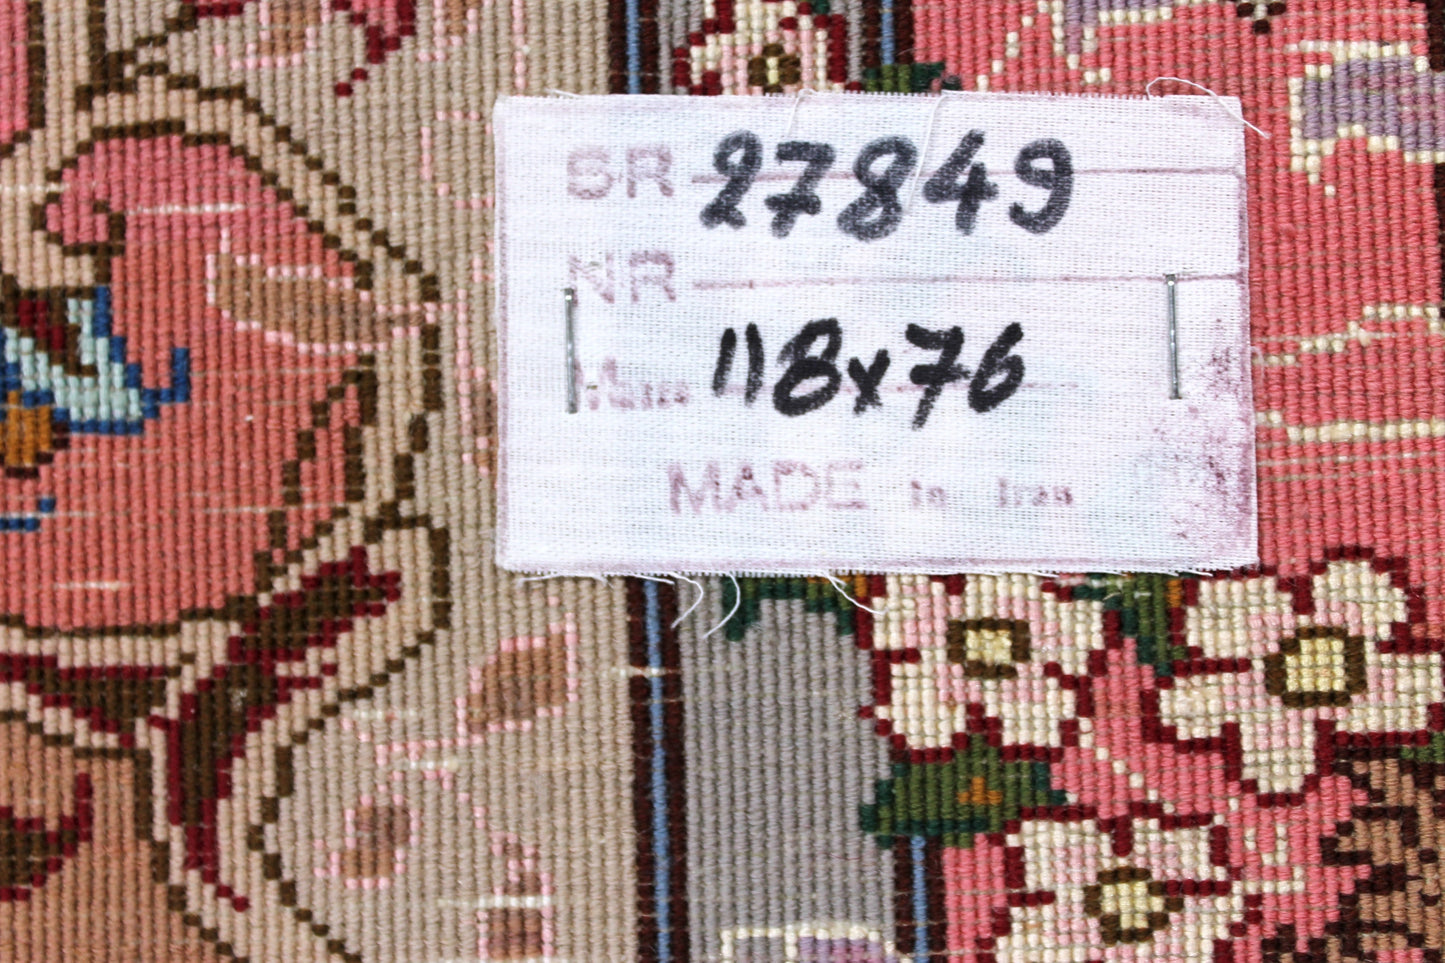 SR 27849
NR
118x76
MADE in Iran